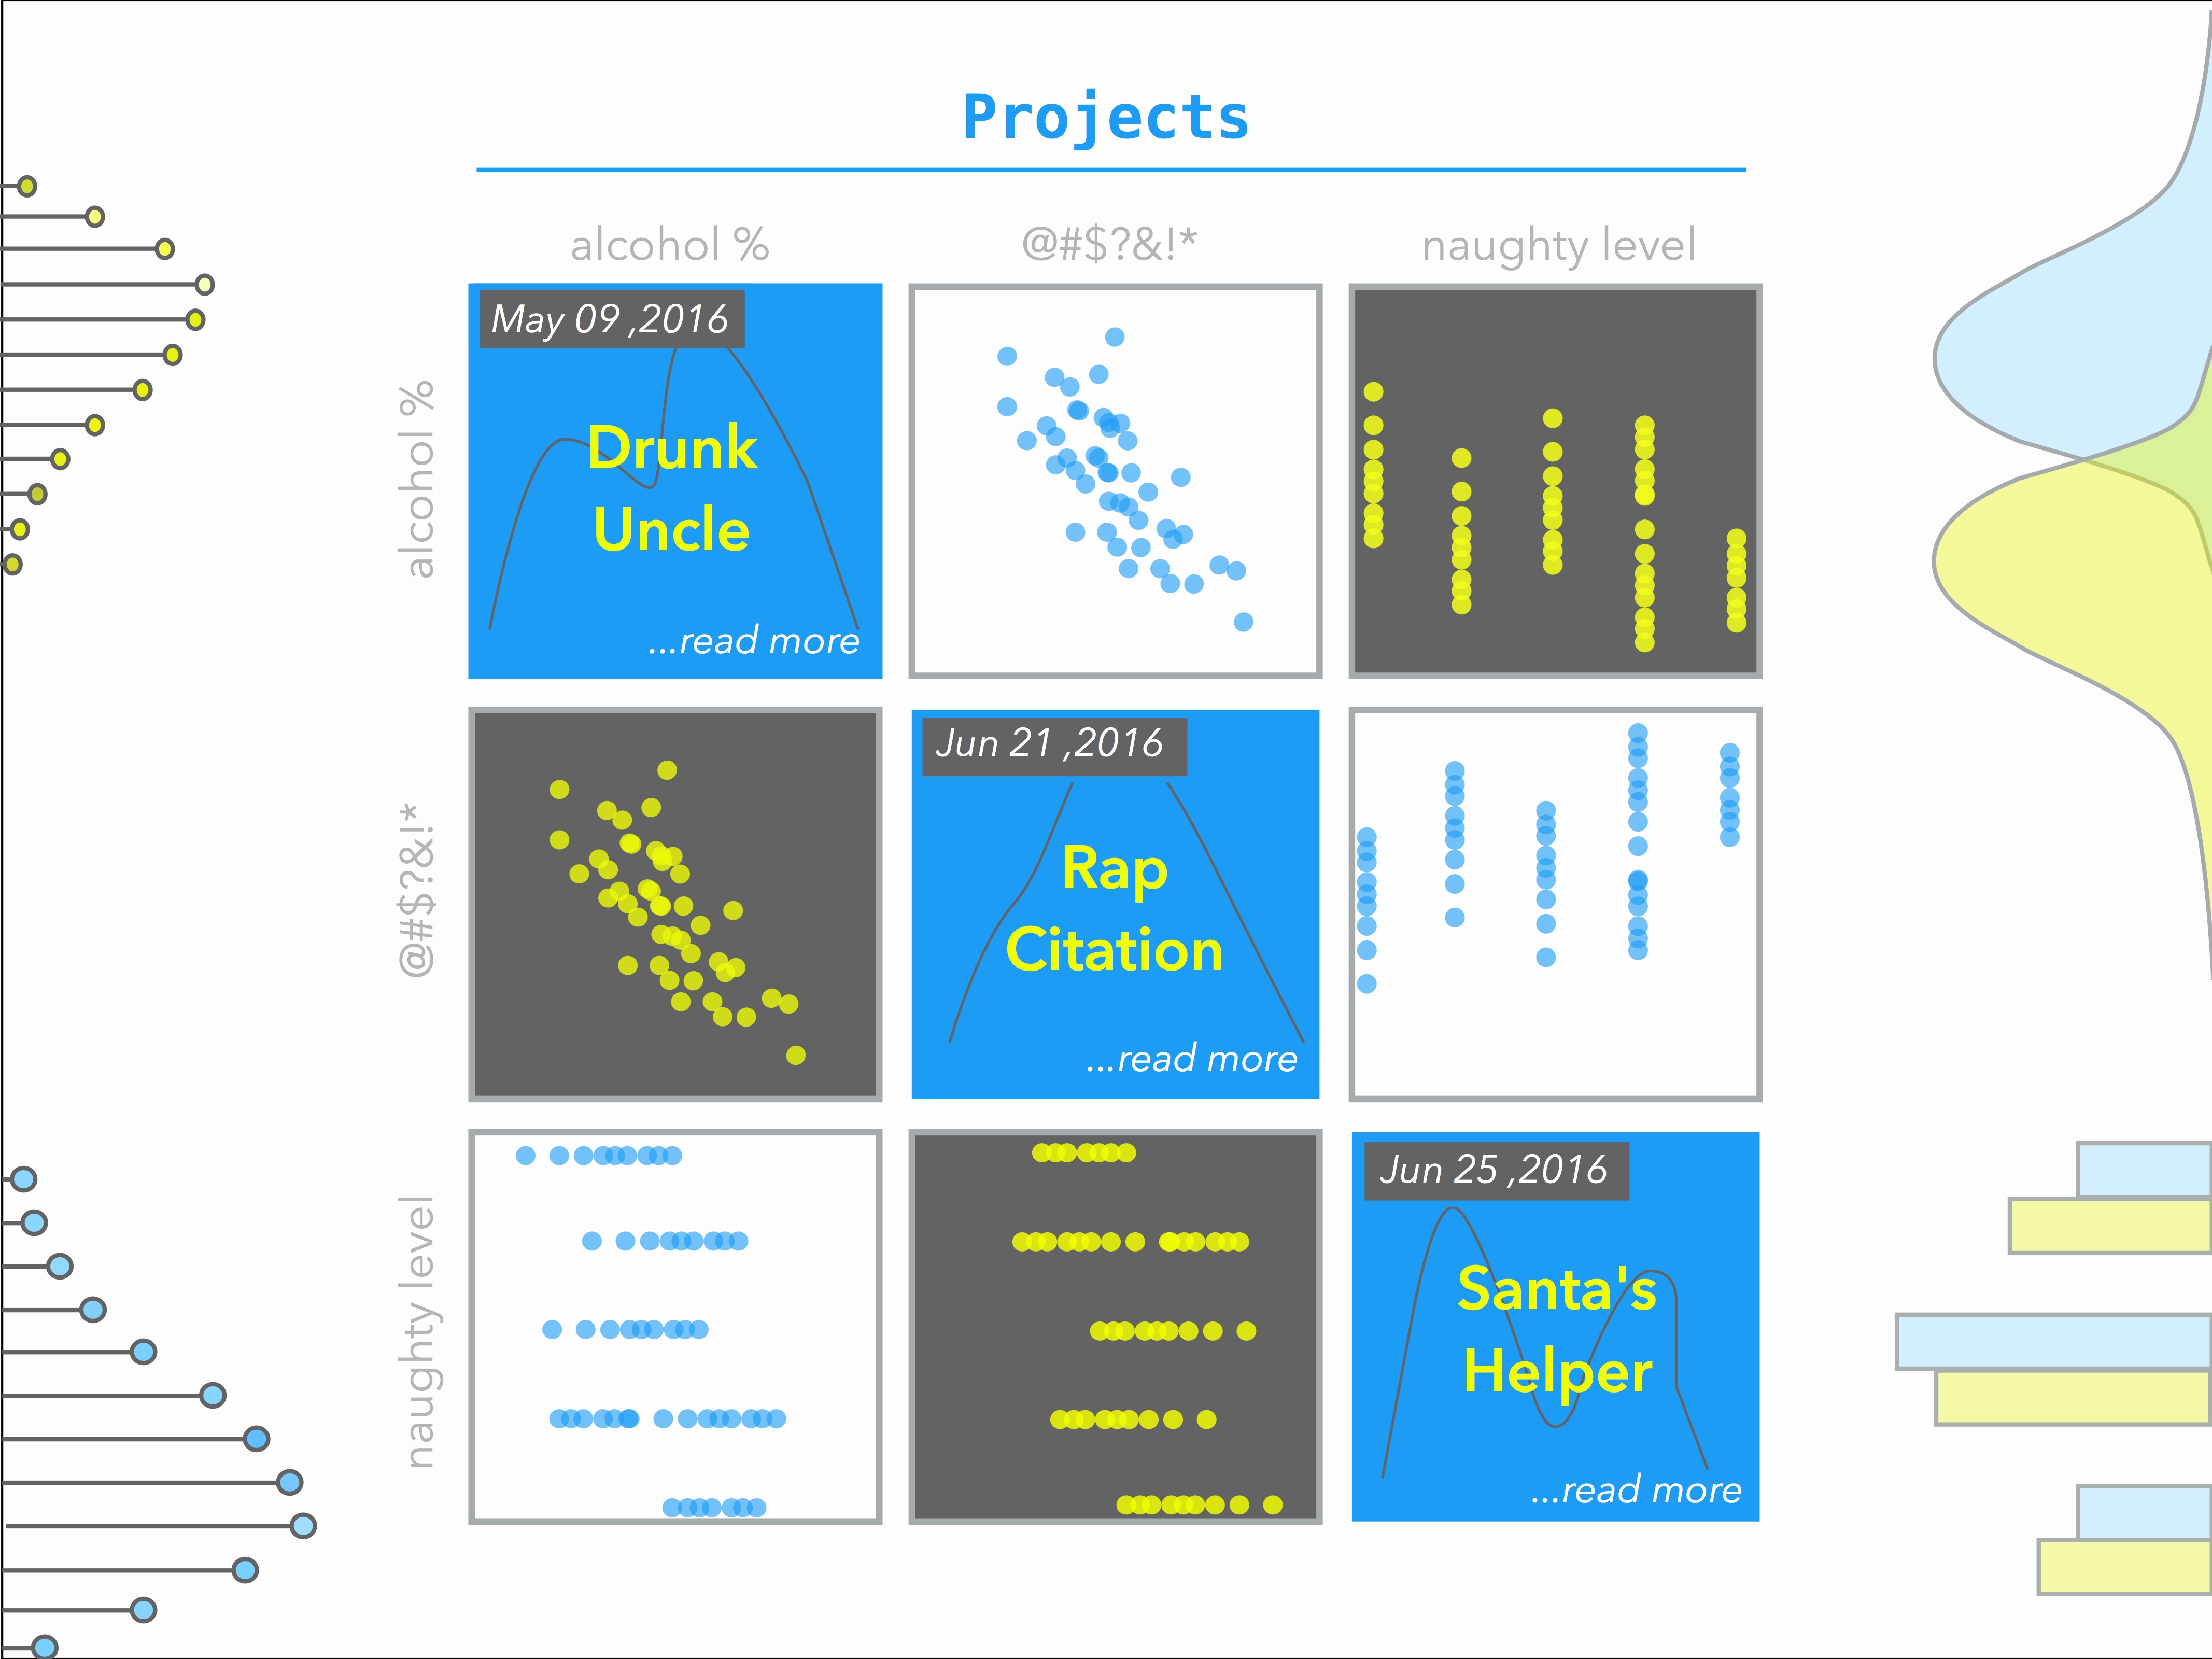 Projects
alcohol %
@#$?&!*
naughty level
alcohol %
May 09 ,2016
Drunk
Uncle
...read more
@#$?&!*
Jun 21 ,2016
Rap
Citation
...read more
naughty level
Jun 25 ,2016
Santa's
Helper
...read more